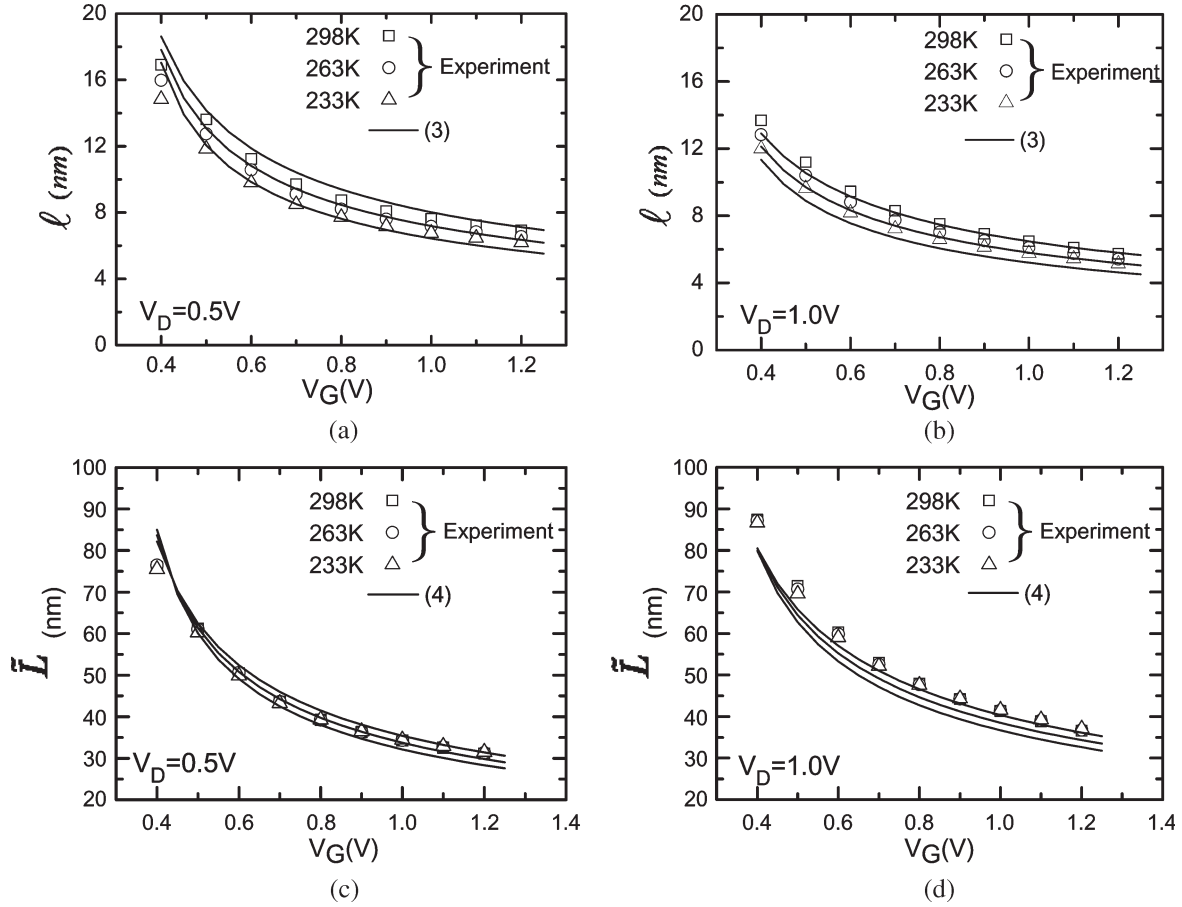 20
16
12
8
4
0
ℓ (nm)
298K
263K
233K
Experiment
(3)
V_D=0.5V
0.4 0.6 0.8 1.0 1.2
V_G(V)
(a)
20
16
12
8
4
0
ℓ (nm)
298K
263K
233K
Experiment
(3)
V_D=1.0V
0.4 0.6 0.8 1.0 1.2
V_G(V)
(b)
100
90
80
70
60
50
40
30
20
L̃ (nm)
298K
263K
233K
Experiment
(4)
V_D=0.5V
0.4 0.6 0.8 1.0 1.2 1.4
V_G(V)
(c)
100
90
80
70
60
50
40
30
20
L̃ (nm)
298K
263K
233K
Experiment
(4)
V_D=1.0V
0.4 0.6 0.8 1.0 1.2 1.4
V_G(V)
(d)